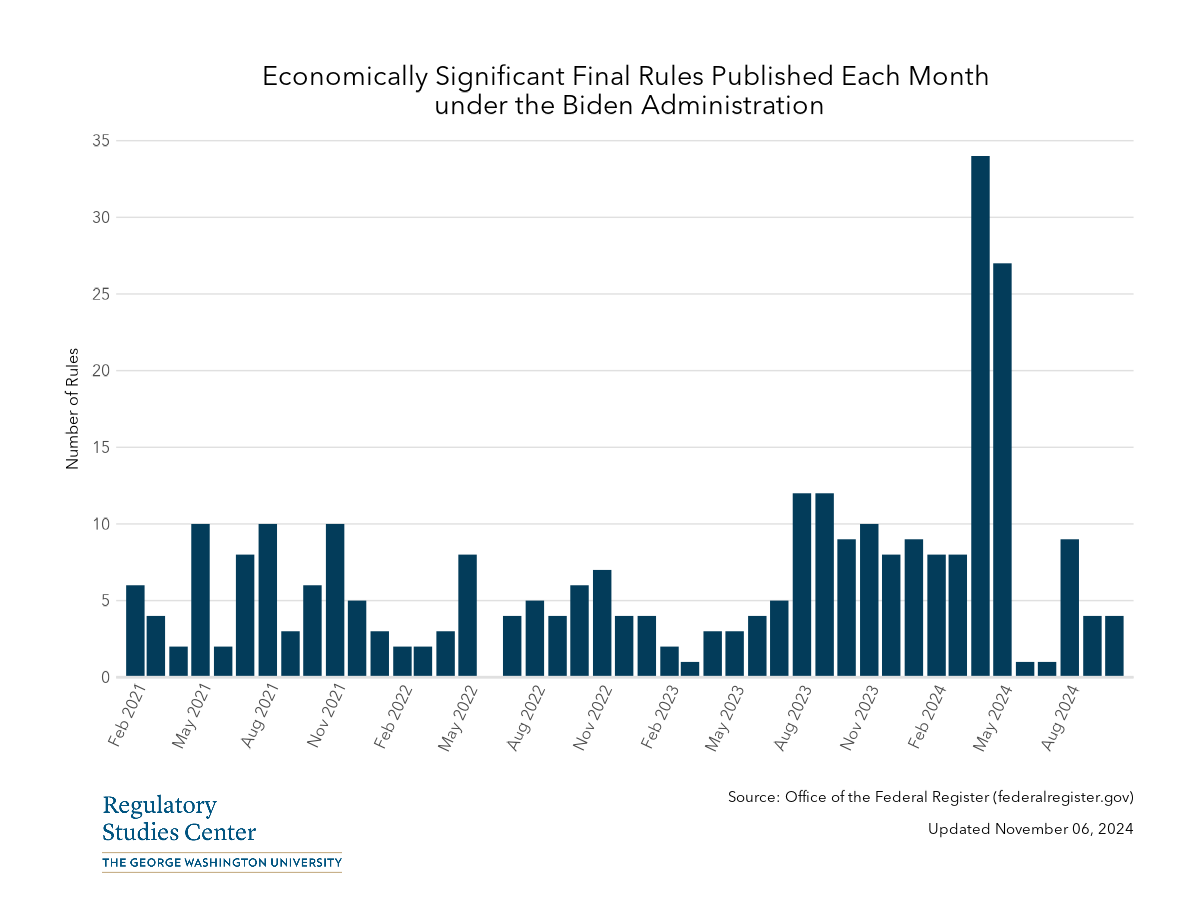 Economically Significant Final Rules Published Each Month
under the Biden Administration
35
30
25
20
15
10
5
0
Number of Rules
Feb 2021
May 2021
Aug 2021
Nov 2021
Feb 2022
May 2022
Aug 2022
Nov 2022
Feb 2023
May 2023
Aug 2023
Nov 2023
Feb 2024
May 2024
Aug 2024
Regulatory
Studies Center
THE GEORGE WASHINGTON UNIVERSITY
Source: Office of the Federal Register (federalregister.gov)
Updated November 06, 2024